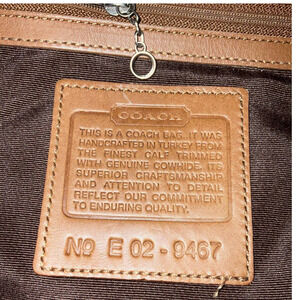 COACH
THIS IS A COACH BAG. IT WAS
HANDCRAFTED IN TURKEY FROM
THE FINEST CALF TRIMMED
WITH GENUINE COWHIDE. ITS
SUPERIOR CRAFTSMANSHIP
AND ATTENTION TO DETAIL
REFLECT OUR COMMITMENT
TO ENDURING QUALITY.
No E 02 - 9467